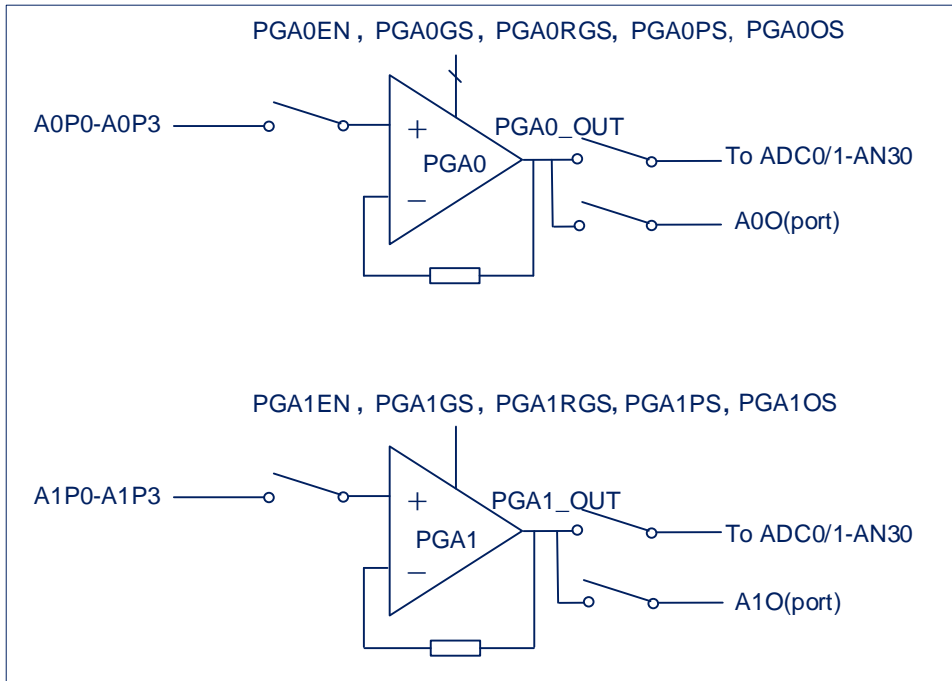 PGA0EN, PGA0GS, PGA0RGS, PGA0PS, PGA0OS
A0P0-A0P3
+
PGA0_OUT
PGA0
To ADC0/1-AN30
−
A0O(port)
PGA1EN, PGA1GS, PGA1RGS, PGA1PS, PGA1OS
A1P0-A1P3
+
PGA1_OUT
PGA1
To ADC0/1-AN30
−
A1O(port)